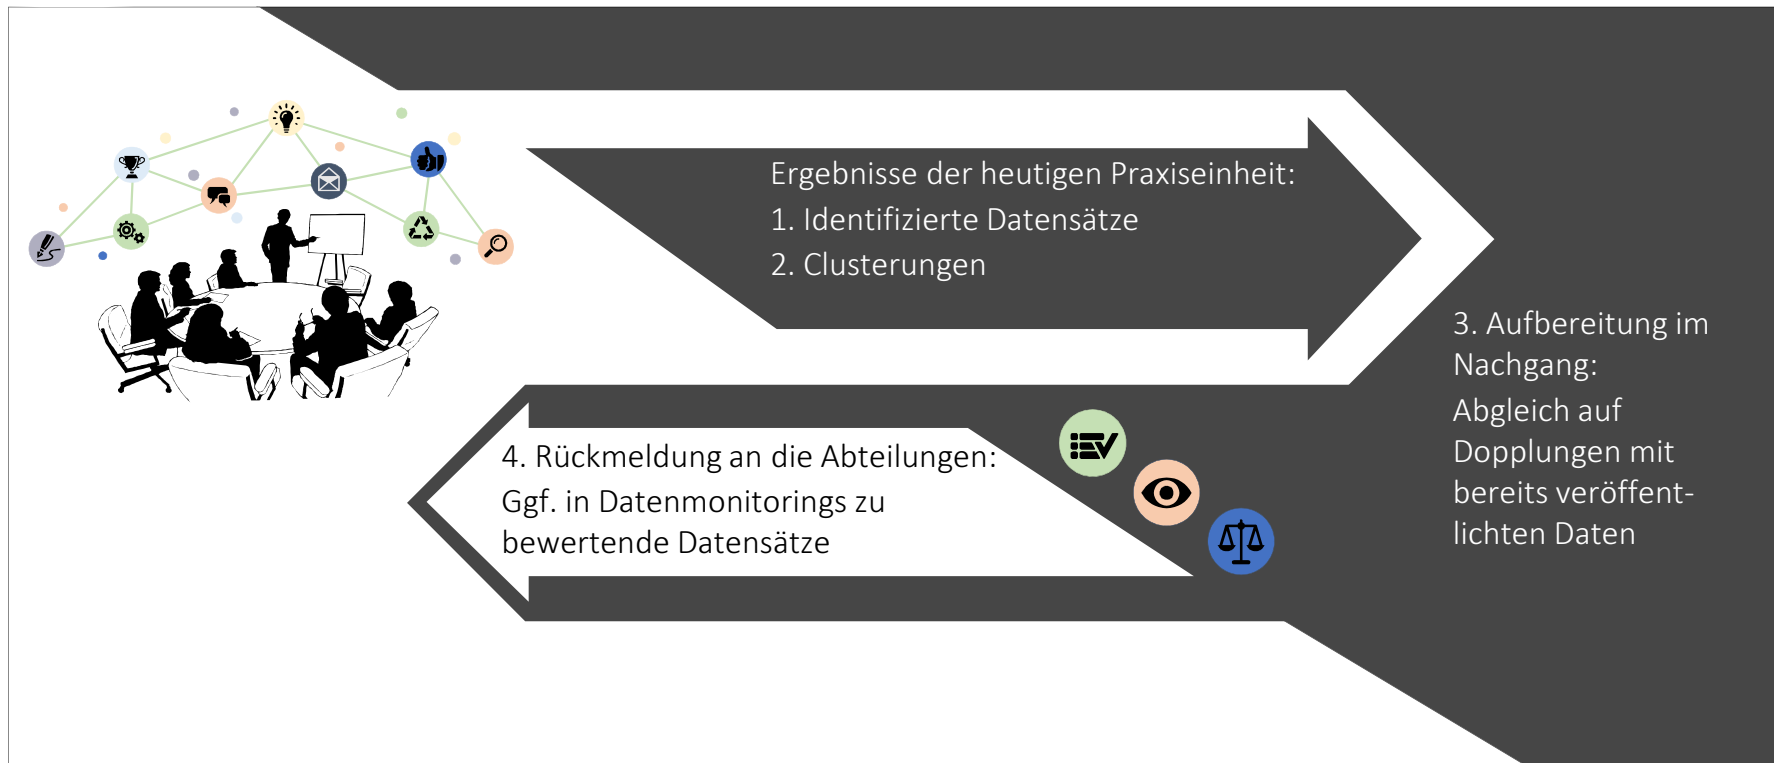 Ergebnisse der heutigen Praxiseinheit:
1. Identifizierte Datensätze
2. Clusterungen
3. Aufbereitung im
Nachgang:
Abgleich auf
Dopplungen mit
bereits veröffent-
lichten Daten
4. Rückmeldung an die Abteilungen:
Ggf. in Datenmonitorings zu
bewertende Datensätze